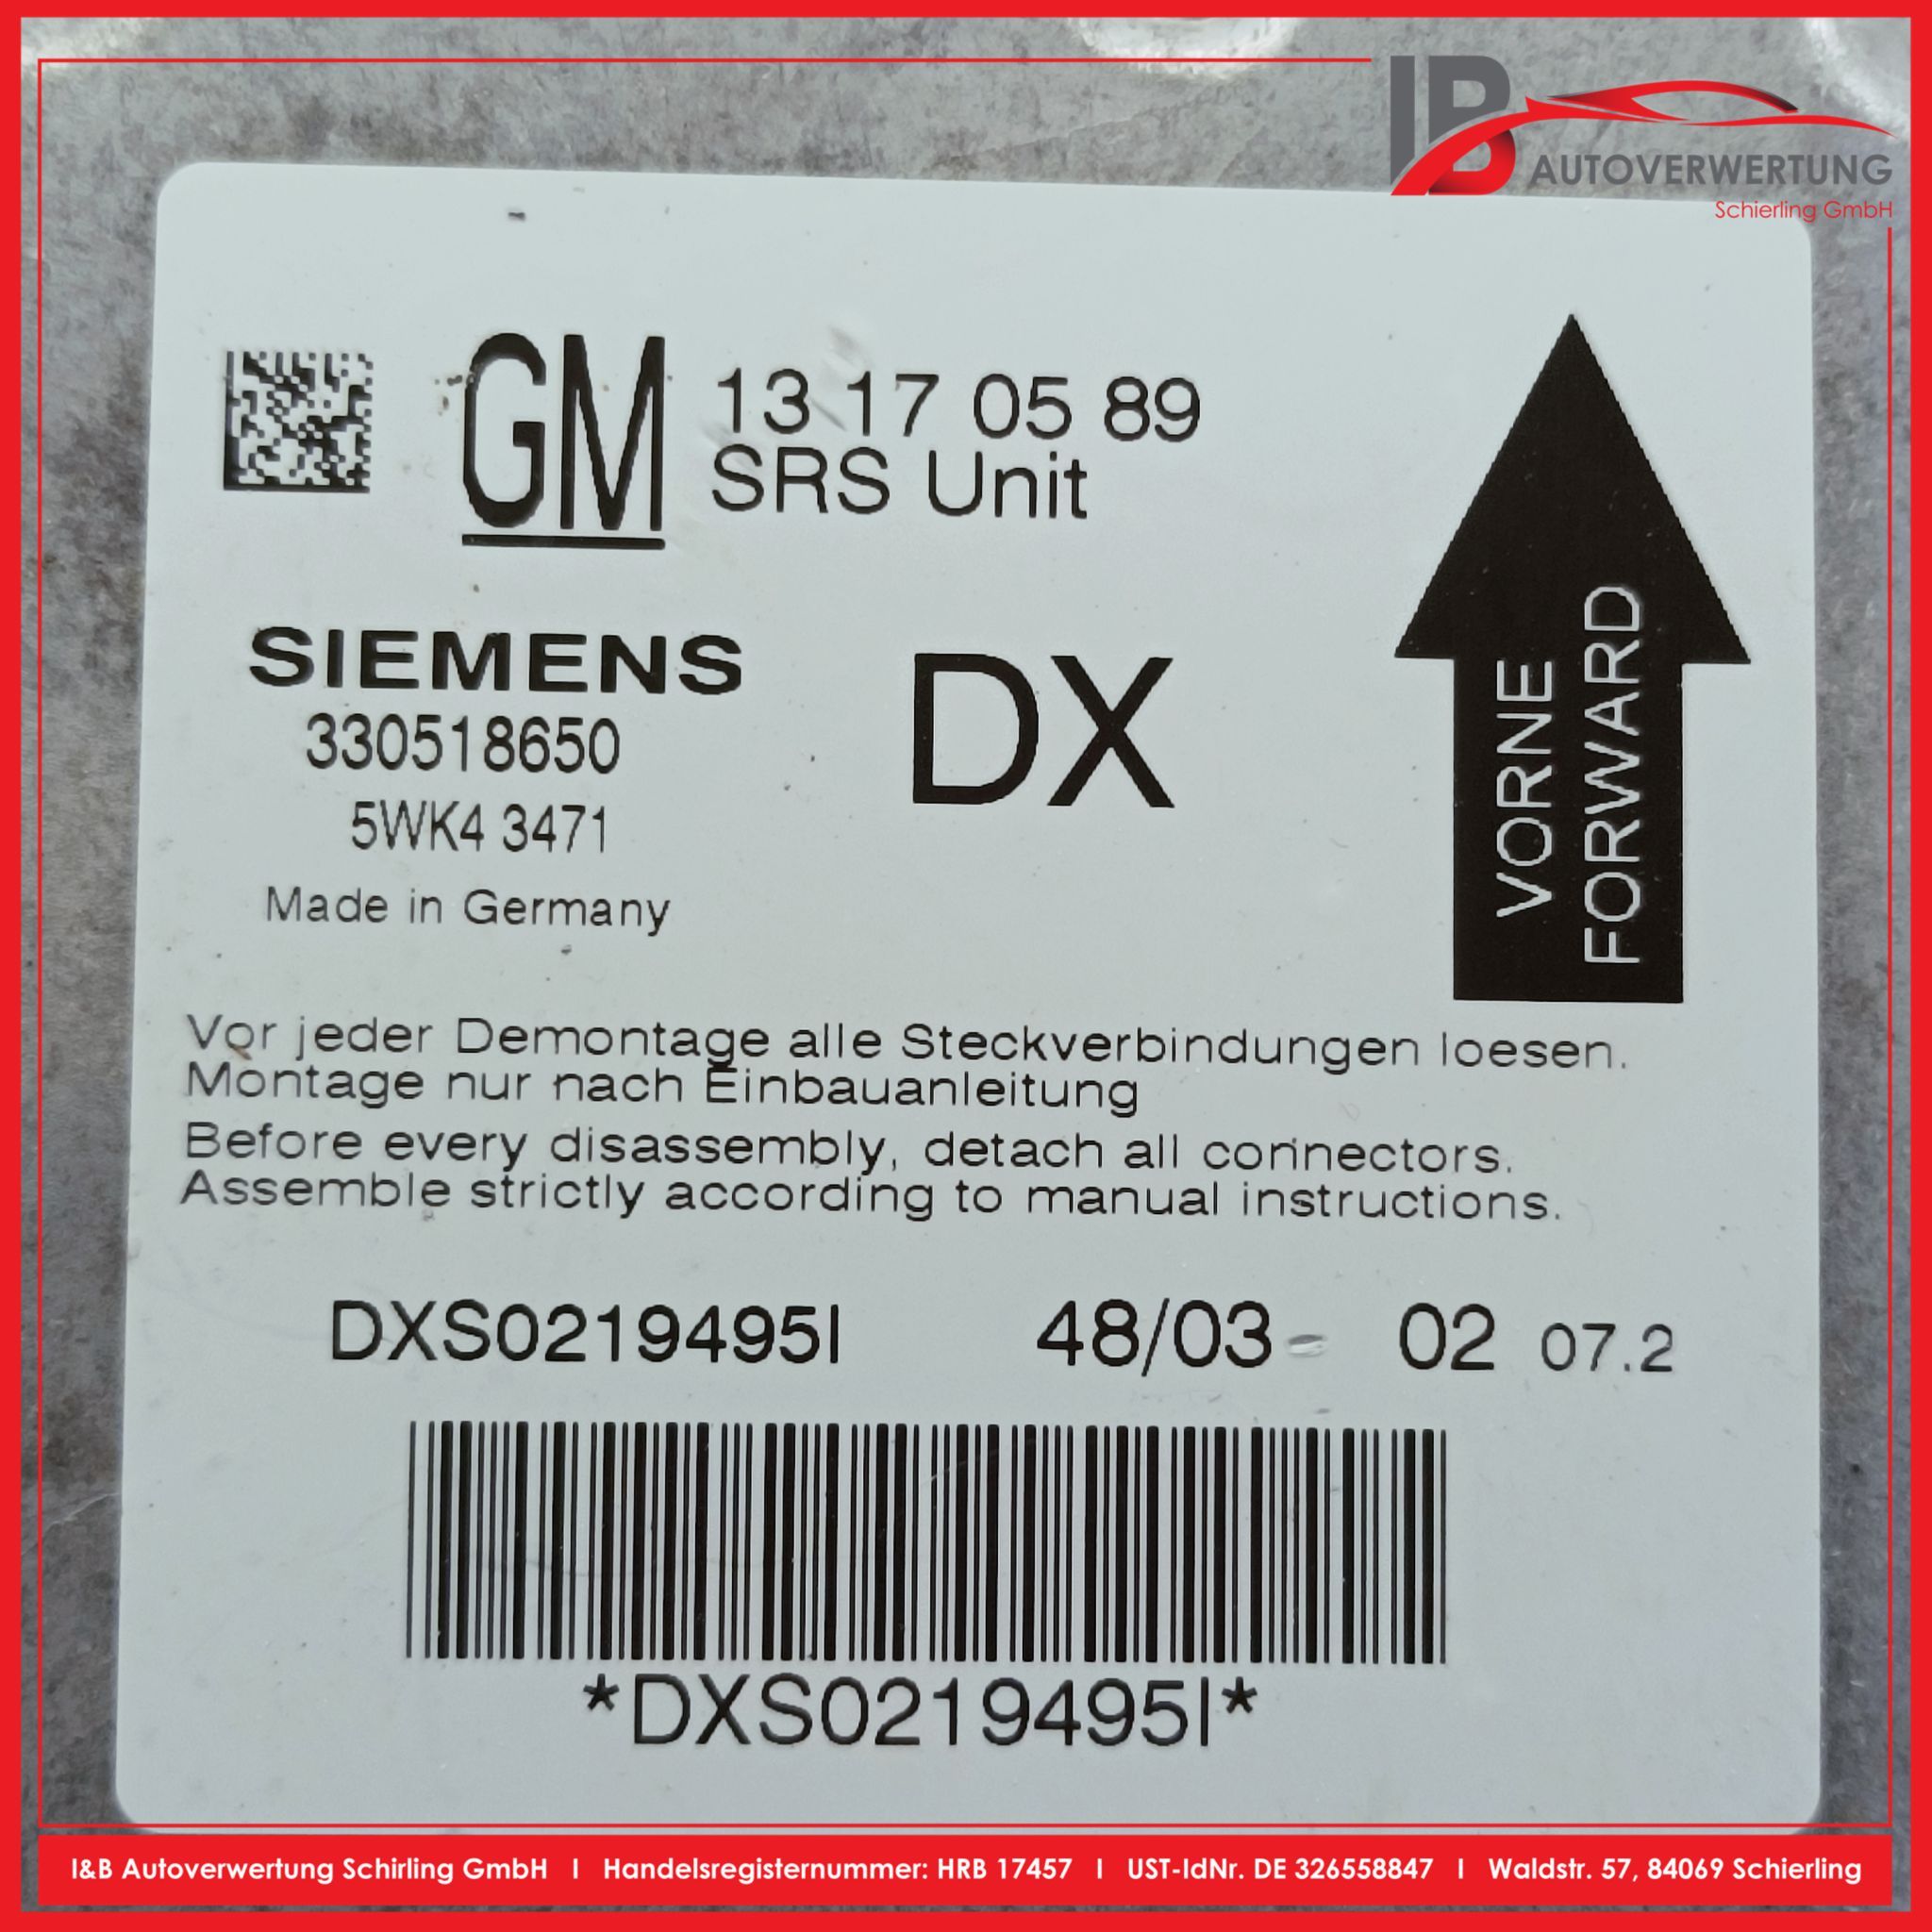 IB AUTOVERWERTUNG
Schierling GmbH
GM 13 17 05 89
SRS Unit
SIEMENS
330518650
5WK4 3471
Made in Germany
DX
VORNE
FORWARD
Vor jeder Demontage alle Steckverbindungen loesen.
Montage nur nach Einbauanleitung
Before every disassembly, detach all connectors.
Assemble strictly according to manual instructions.
DXS0219495I 48/03- 02 07.2
*DXS0219495I*
I&B Autoverwertung Schirling GmbH I Handelsregisternummer: HRB 17457 I UST-IdNr. DE 326558847 I Waldstr. 57, 84069 Schierling